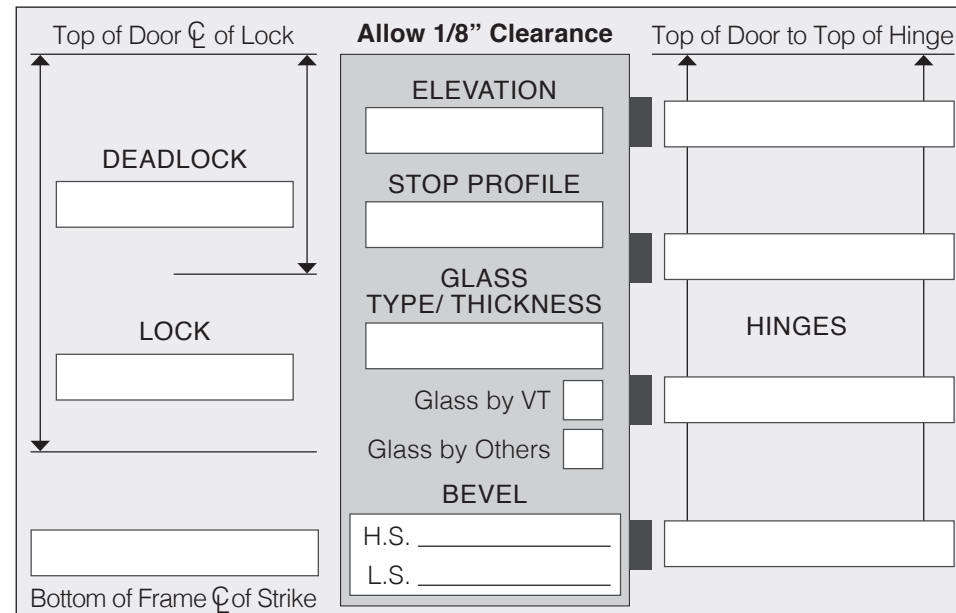 Top of Door ℄ of Lock
DEADLOCK
LOCK
Bottom of Frame ℄ of Strike
Allow 1/8” Clearance
ELEVATION
STOP PROFILE
GLASS
TYPE/ THICKNESS
Glass by VT
Glass by Others
BEVEL
H.S.
L.S.
Top of Door to Top of Hinge
HINGES